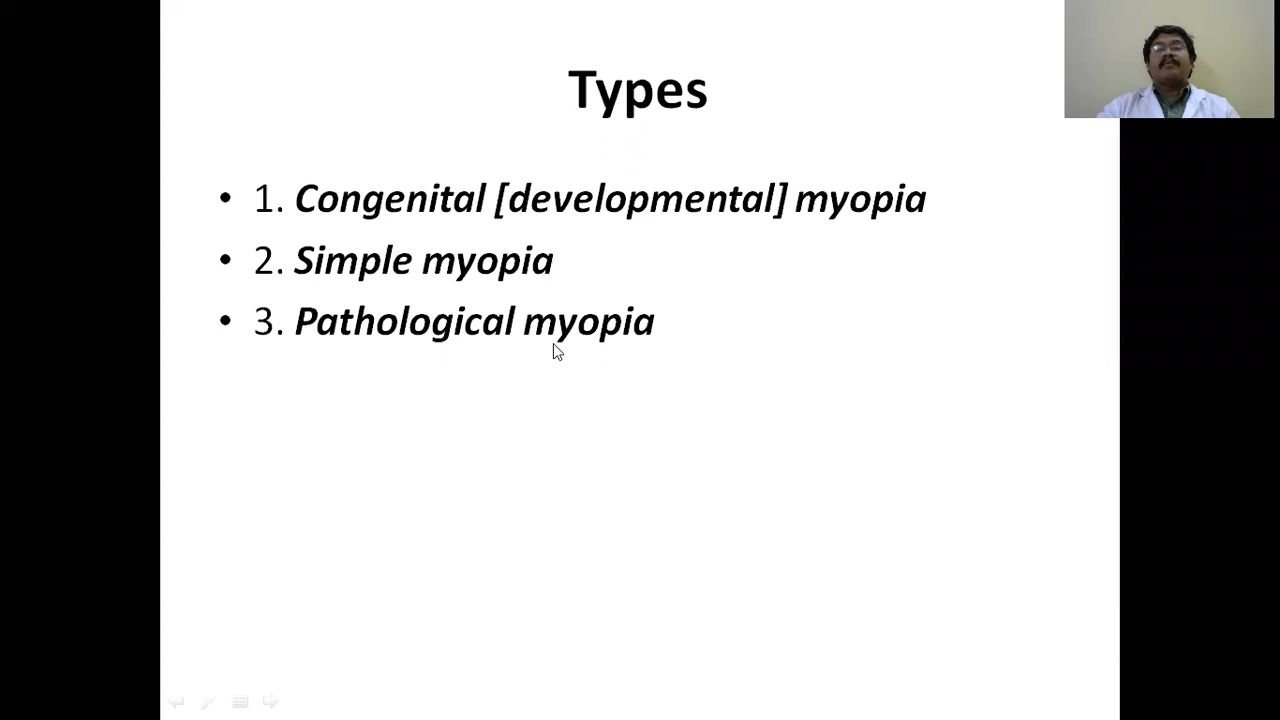 Types
• 1. Congenital [developmental] myopia
• 2. Simple myopia
• 3. Pathological myopia